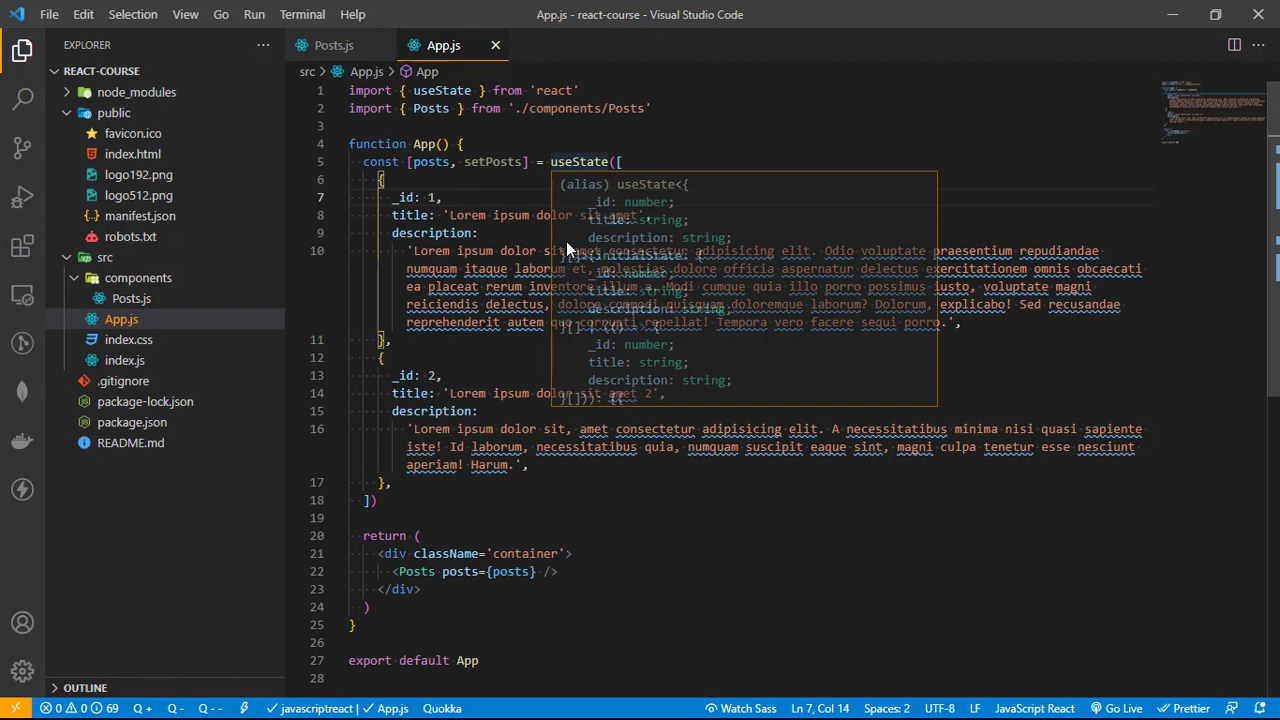 File Edit Selection View Go Run Terminal Help App.js - react-course - Visual Studio Code
EXPLORER ···
REACT-COURSE
node_modules
public
favicon.ico
index.html
logo192.png
logo512.png
manifest.json
robots.txt
src
components
Posts.js
App.js
index.css
index.js
.gitignore
package-lock.json
package.json
README.md
OUTLINE
Posts.js App.js
src > App.js > App
1 import { useState } from 'react'
2 import { Posts } from './components/Posts'
3
4 function App() {
5 const [posts, setPosts] = useState([
6 {
7 _id: 1,
8 title: 'Lorem ipsum dolor sit amet',
9 description:
10 'Lorem ipsum dolor sit amet consectetur adipisicing elit. Odio voluptate praesentium repudiandae
numquam itaque laborum et, molestias dolore officia aspernatur delectus exercitationem omnis obcaecati
ea placeat rerum inventore illum a. Modi cumque quia illo porro possimus iusto, voluptate magni
reiciendis delectus, dolore commodi quisquam doloremque laborum? Dolorum, explicabo! Sed recusandae
reprehenderit autem quo corrupti repellat! Tempora vero facere sequi porro.',
11 },
12 {
13 _id: 2,
14 title: 'Lorem ipsum dolor sit amet 2',
15 description:
16 'Lorem ipsum dolor sit, amet consectetur adipisicing elit. A necessitatibus minima nisi quasi sapiente
iste! Id laborum, necessitatibus quia, numquam suscipit eaque sint, magni culpa tenetur esse nesciunt
aperiam! Harum.',
17 },
18 ])
19
20 return (
21 <div className='container'>
22 <Posts posts={posts} />
23 </div>
24 )
25 }
26
27 export default App
28
(alias) useState<{
_id: number;
title: string;
description: string;
}[]>(initialState: {
_id: number;
title: string;
description: string;
}[] | (() => {
_id: number;
title: string;
description: string;
}[])): [{
0 0 69 Q + Q - Q - - javascriptreact | App.js Quokka Watch Sass Ln 7, Col 14 Spaces: 2 UTF-8 LF JavaScript React Go Live Prettier